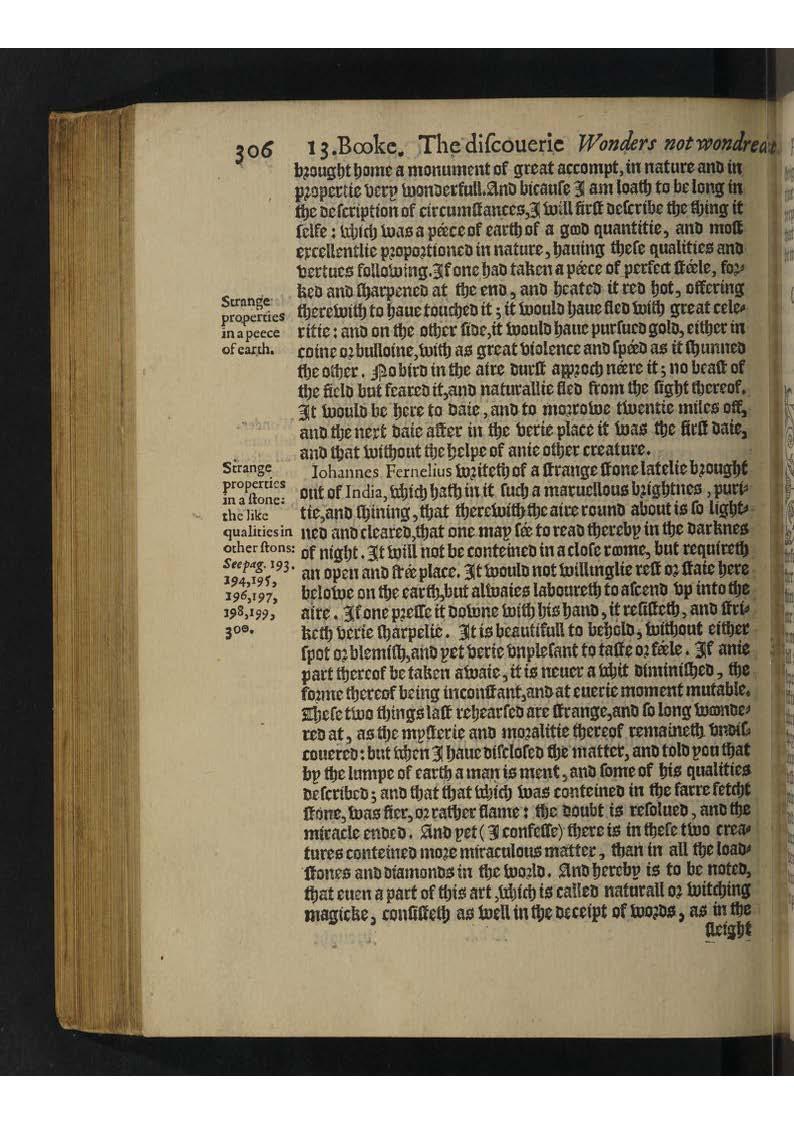 306 13.Booke. The diſcouerie Wonders not wondred at
brought home a monument of great accompt, in nature and in
propertie very wonderfull. And bicauſe I am loath to be long in
the deſcription of circumſtances, I will firſt deſcribe the thing it
ſelfe: which was a péece of earth of a good quantitie, and moſt
excellentlie proportioned in nature, hauing theſe qualities and
vertues following. If one had taken a péece of perfect ſtéele, for-
ked and ſharpened at the end, and heated it red hot, offering
therewith to haue touched it; it would haue fled with great cele-
ritie: and on the other ſide, it would haue purſued gold, either in
coine or bulloine, with as great violence and ſpéed as it ſhunned
the other. No bird in the aire durſt approch néere it; no beaſt of
the field but feared it, and naturallie fled from the ſight thereof.
It would be here to daie, and to morrowe twentie miles off,
and the next daie after in the verie place it was the firſt daie,
and that without the helpe of anie other creature.
Strange
properties
in a peece
of earth.
Iohannes Fernelius writeth of a ſtrange ſtone latelie brought
out of India, which hath in it ſuch a maruellous brightnes, puri-
tie, and ſhining, that therewith the aire round about is ſo light-
ned and cleared, that one may ſée to read thereby in the darknes
of night. It will not be conteined in a cloſe roome, but requireth
an open and frée place. It would not willinglie reſt or ſtaie here
belowe on the earth, but alwaies laboureth to aſcend vp into the
aire. If one preſſe it downe with his hand, it reſiſteth, and ſtri-
keth verie ſharpelie. It is beautifull to behold, without either
ſpot or blemiſh, and yet verie vnpleſant to taſte or féele. If anie
part thereof be taken awaie, it is neuer a whit diminiſhed, the
forme thereof being inconſtant, and at euerie moment mutable.
Strange
properties
in a ſtone:
the like
qualities in
other ſtons:
See pag. 193.
194,195,
196,197,
198,199,
300.
Theſe two things laſt rehearſed are ſtrange, and ſo long woonde-
red at, as the myſterie and moralitie thereof remaineth vndiſ-
couered: but when I haue diſcloſed the matter, and told you that
by the lumpe of earth a man is ment, and ſome of his qualities
deſcribed; and that that which was conteined in the farre fetcht
ſtone, was fier, or rather flame: the doubt is reſolued, and the
miracle ended. And yet (I confeſſe) there is in theſe two crea-
tures conteined more miraculous matter, than in all the load-
ſtones and diamonds in the world. And hereby is to be noted,
that euen a part of this art, which is called naturall or witching
magicke, conſiſteth as well in the deceipt of words, as in the
ſleight